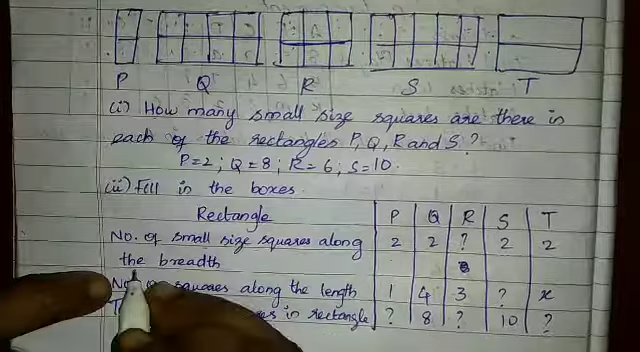 P Q R S T
(i) How many small size squares are there in
each of the rectangles P, Q, R and S?
P=2; Q=8; R=6; S=10.
(ii) Fill in the boxes.
Rectangle P Q R S T
No. of small size squares along 2 2 ? 2 2
the breadth
squares along the length 1 4 3 ? x
in rectangle ? 8 ? 10 ?